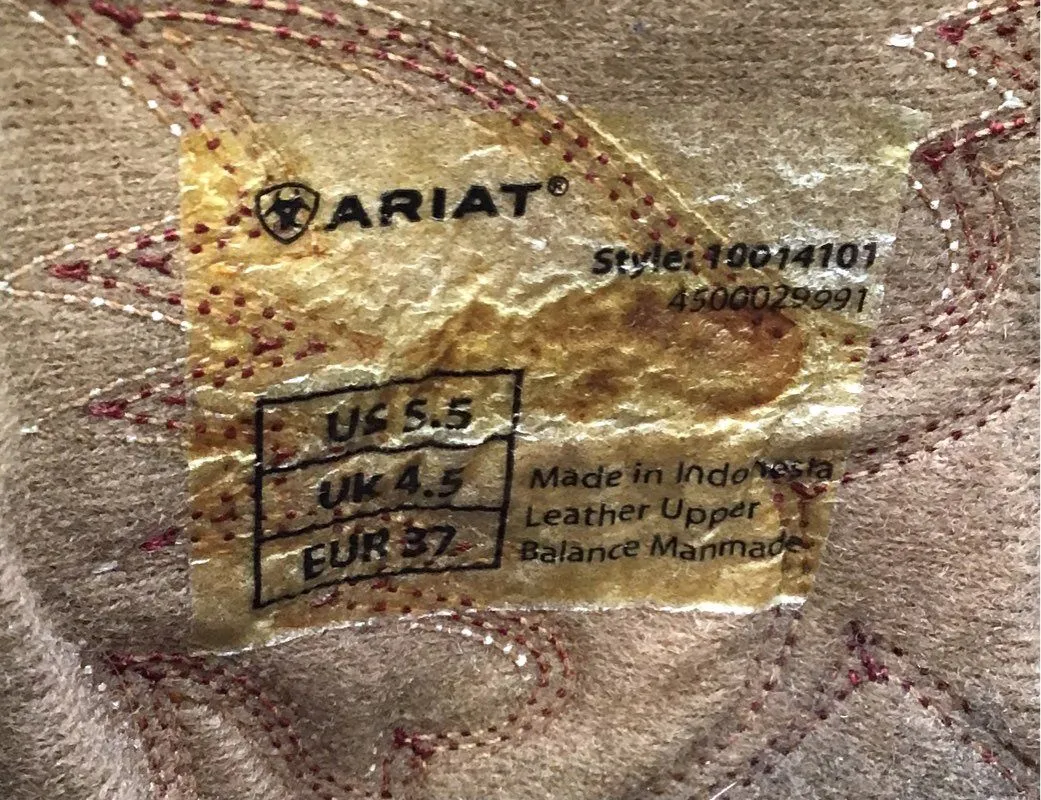 ARIAT®
Style: 10014101
4500029991
US 5.5
UK 4.5
EUR 37
Made in Indonesia
Leather Upper
Balance Manmade